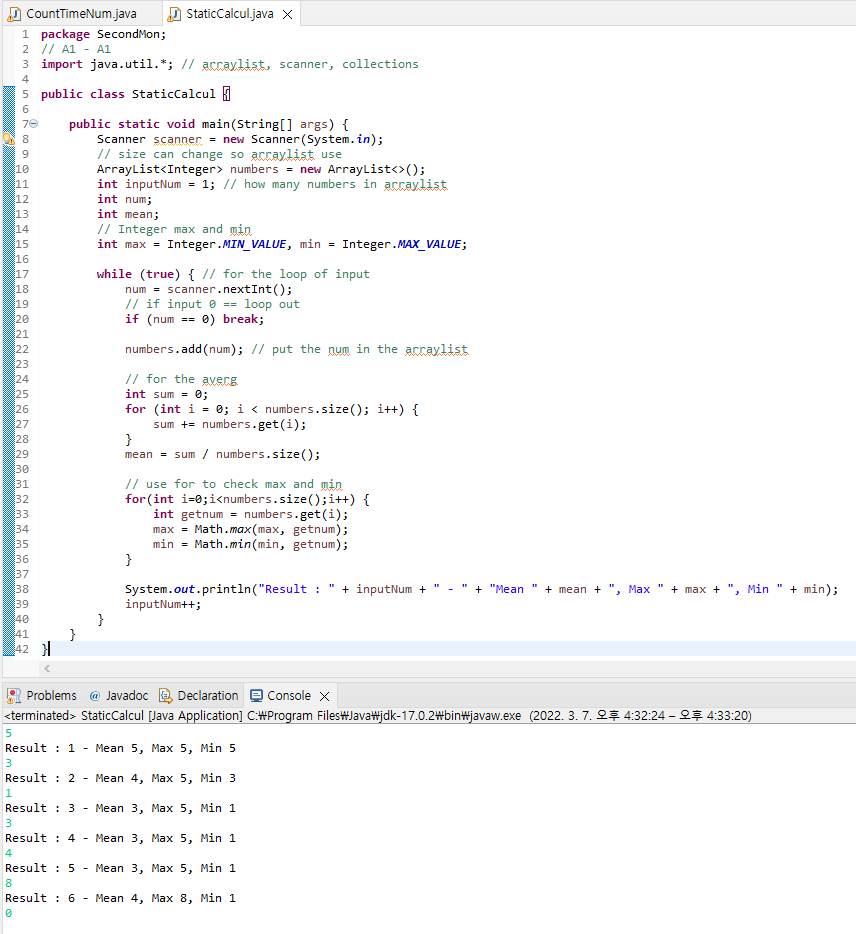 CountTimeNum.java StaticCalcul.java
1 package SecondMon;
2 // A1 - A1
3 import java.util.*; // arraylist, scanner, collections
4
5 public class StaticCalcul {
6
7 public static void main(String[] args) {
8 Scanner scanner = new Scanner(System.in);
9 // size can change so arraylist use
10 ArrayList<Integer> numbers = new ArrayList<>();
11 int inputNum = 1; // how many numbers in arraylist
12 int num;
13 int mean;
14 // Integer max and min
15 int max = Integer.MIN_VALUE, min = Integer.MAX_VALUE;
16
17 while (true) { // for the loop of input
18 num = scanner.nextInt();
19 // if input 0 == loop out
20 if (num == 0) break;
21
22 numbers.add(num); // put the num in the arraylist
23
24 // for the averg
25 int sum = 0;
26 for (int i = 0; i < numbers.size(); i++) {
27 sum += numbers.get(i);
28 }
29 mean = sum / numbers.size();
30
31 // use for to check max and min
32 for(int i=0;i<numbers.size();i++) {
33 int getnum = numbers.get(i);
34 max = Math.max(max, getnum);
35 min = Math.min(min, getnum);
36 }
37
38 System.out.println("Result : " + inputNum + " - " + "Mean " + mean + ", Max " + max + ", Min " + min);
39 inputNum++;
40 }
41 }
42 }
Problems @ Javadoc Declaration Console
<terminated> StaticCalcul [Java Application] C:₩Program Files₩Java₩jdk-17.0.2₩bin₩javaw.exe (2022. 3. 7. 오후 4:32:24 – 오후 4:33:20)
5
Result : 1 - Mean 5, Max 5, Min 5
3
Result : 2 - Mean 4, Max 5, Min 3
1
Result : 3 - Mean 3, Max 5, Min 1
3
Result : 4 - Mean 3, Max 5, Min 1
4
Result : 5 - Mean 3, Max 5, Min 1
8
Result : 6 - Mean 4, Max 8, Min 1
0